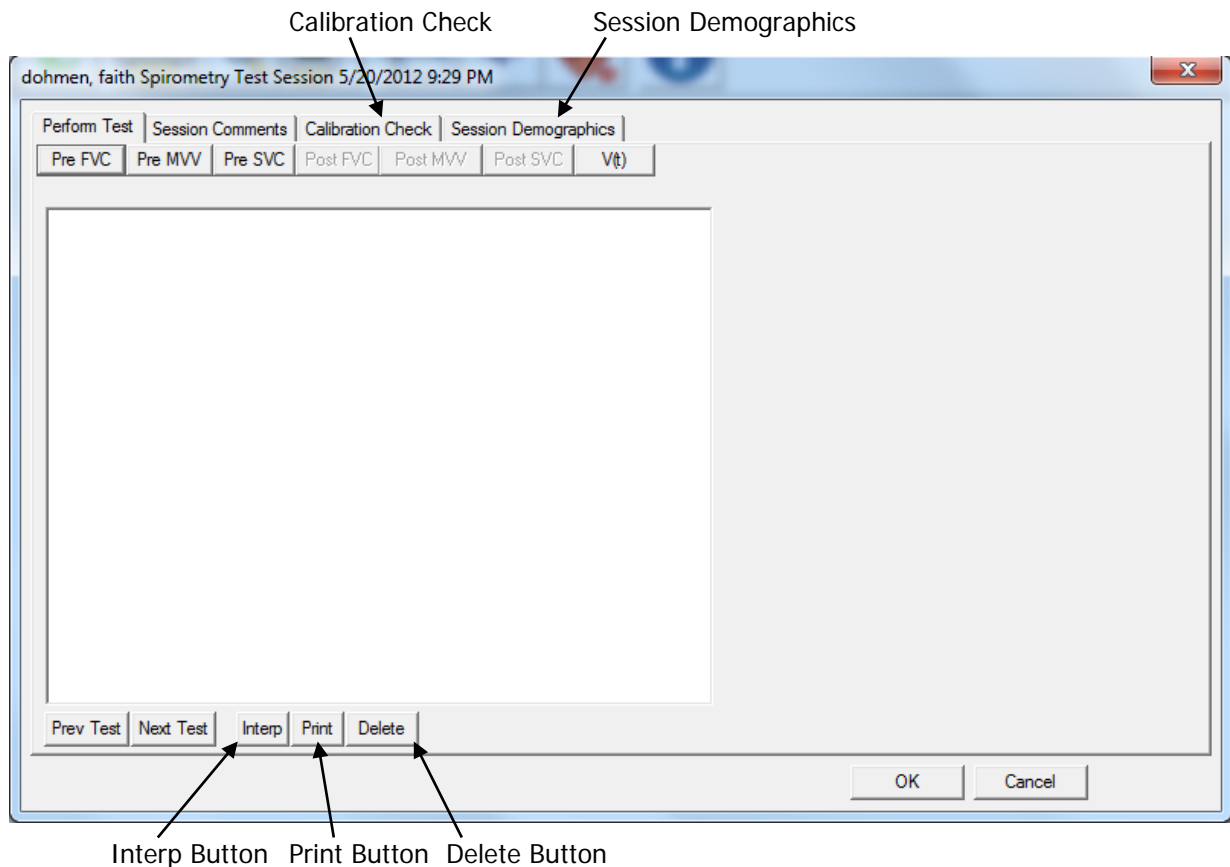 Calibration Check Session Demographics
dohmen, faith Spirometry Test Session 5/20/2012 9:29 PM
Perform Test Session Comments Calibration Check Session Demographics
Pre FVC Pre MVV Pre SVC Post FVC Post MVV Post SVC V(t)
Prev Test Next Test Interp Print Delete
OK Cancel
Interp Button Print Button Delete Button